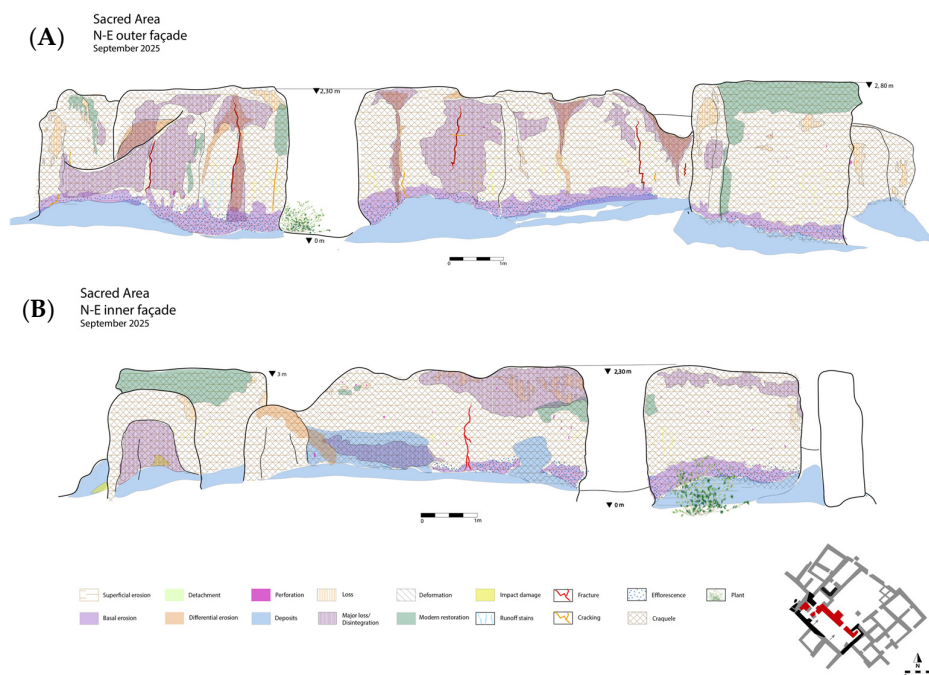 (A)
Sacred Area
N-E outer façade
September 2025
2,30 m
2, 80 m
0 m
0 1m
(B)
Sacred Area
N-E inner façade
September 2025
3 m
2,30 m
0 m
0 1m
Superficial erosion Detachment Perforation Loss Deformation Impact damage Fracture Efflorescence Plant
Basal erosion Differential erosion Deposits Major loss/ Disintegration Modern restoration Runoff stains Cracking Craquele
N